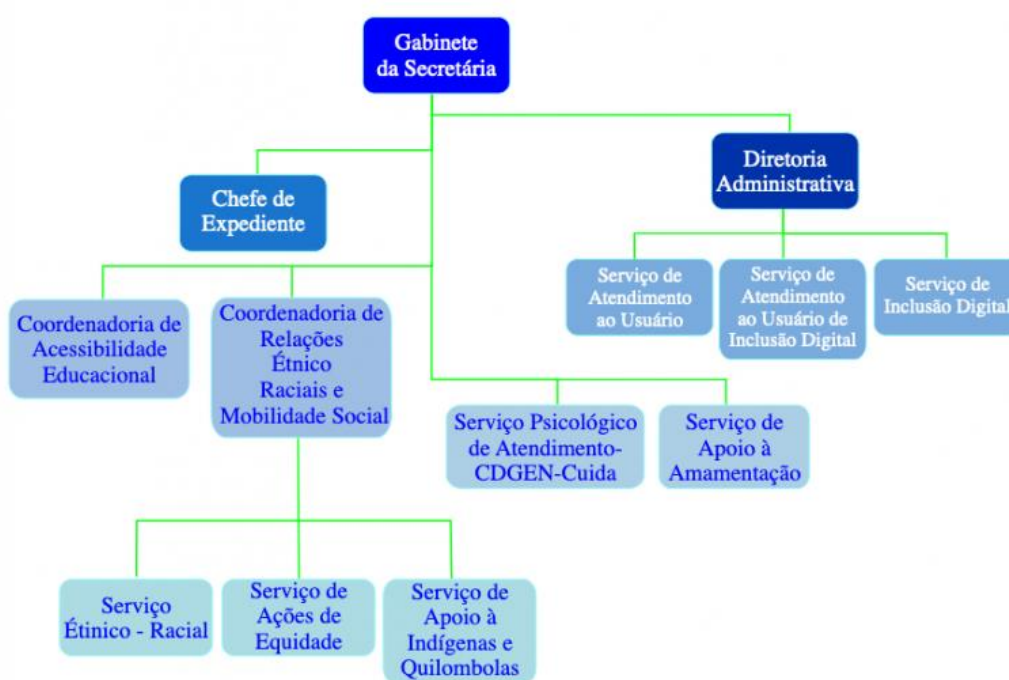 Gabinete
da Secretária
Diretoria
Administrativa
Chefe de
Expediente
Serviço de
Atendimento
ao Usuário
Serviço de
Atendimento
ao Usuário de
Inclusão Digital
Serviço de
Inclusão Digital
Coordenadoria de
Acessibilidade
Educacional
Coordenadoria de
Relações
Étnico
Raciais e
Mobilidade Social
Serviço Psicológico
de Atendimento-
CDGEN-Cuida
Serviço de
Apoio à
Amamentação
Serviço
Étinico - Racial
Serviço de
Ações de
Equidade
Serviço de
Apoio à
Indígenas e
Quilombolas